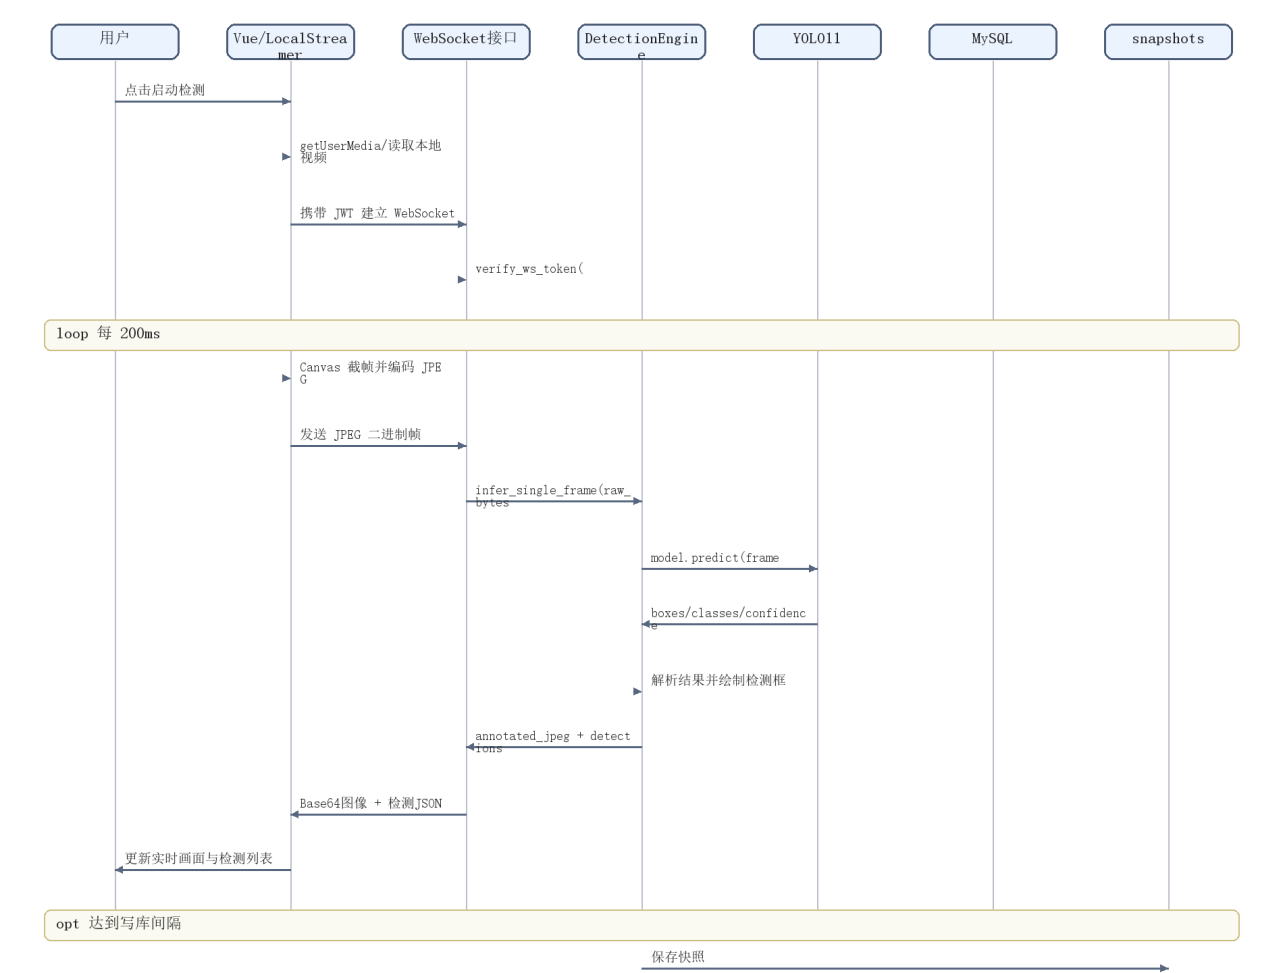 用户
Vue/LocalStrea
mer
WebSocket接口
DetectionEngin
e
YOLO11
MySQL
snapshots
点击启动检测
getUserMedia/读取本地
视频
携带 JWT 建立 WebSocket
verify_ws_token(
loop 每 200ms
Canvas 截帧并编码 JPE
G
发送 JPEG 二进制帧
infer_single_frame(raw_
bytes
model.predict(frame
boxes/classes/confidenc
e
解析结果并绘制检测框
annotated_jpeg + detect
ions
Base64图像 + 检测JSON
更新实时画面与检测列表
opt 达到写库间隔
保存快照